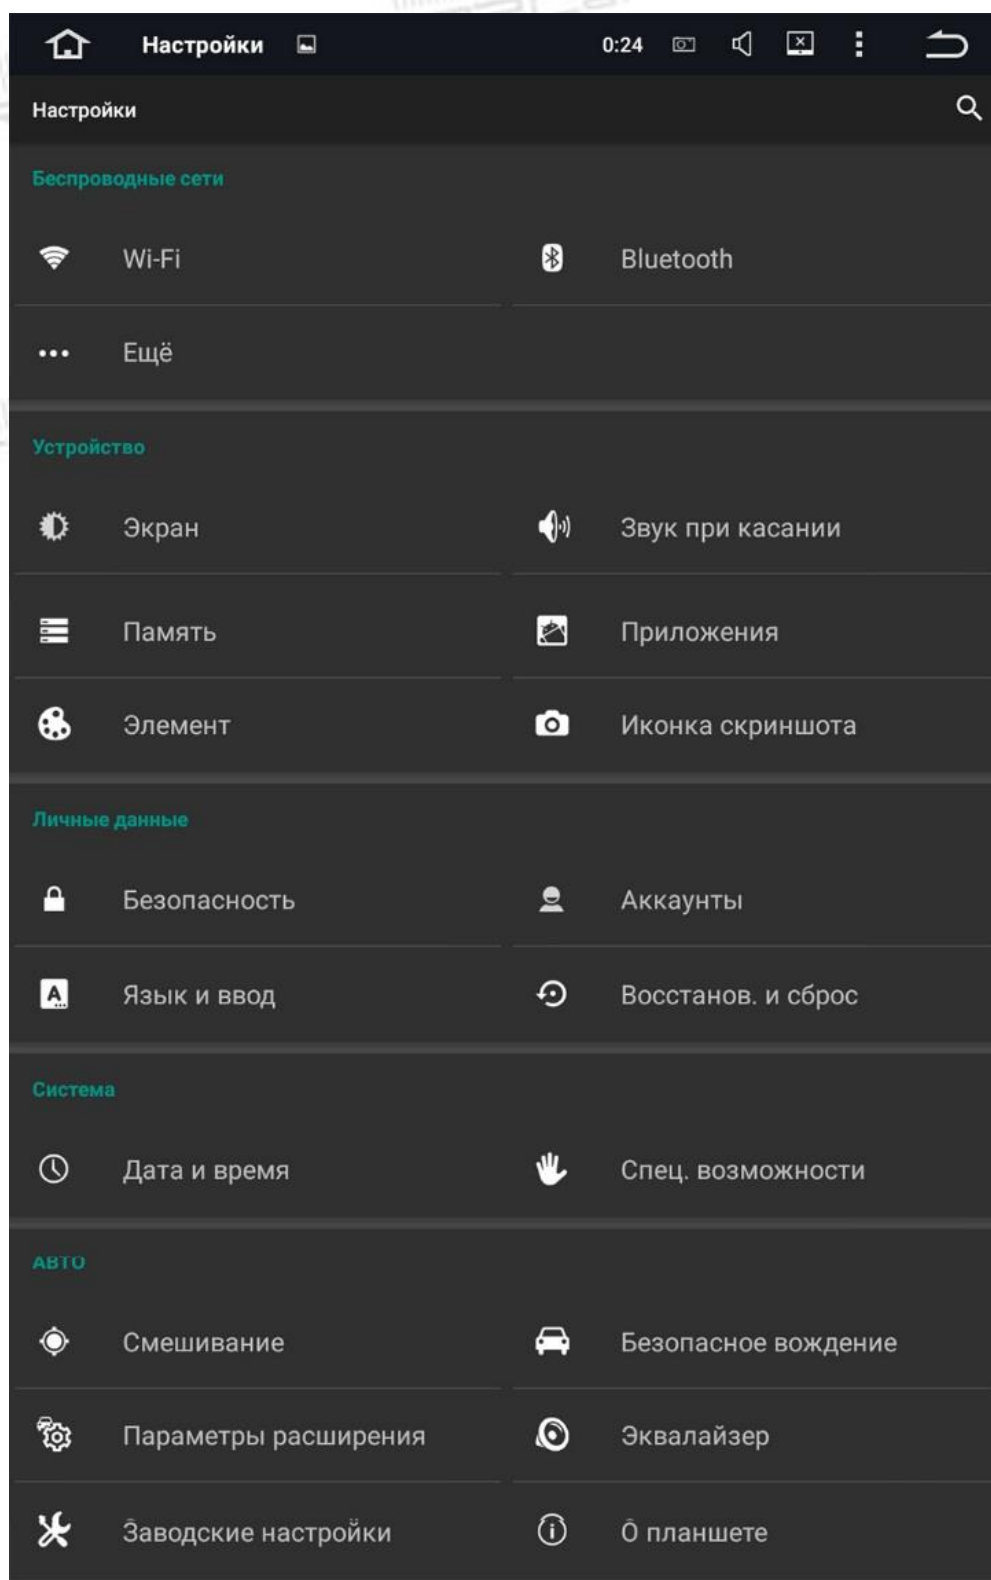 Настройки 0:24
Настройки
Беспроводные сети
Wi-Fi Bluetooth
Ещё
Устройство
Экран Звук при касании
Память Приложения
Элемент Иконка скриншота
Личные данные
Безопасность Аккаунты
Язык и ввод Восстанов. и сброс
Система
Дата и время Спец. возможности
АВТО
Смешивание Безопасное вождение
Параметры расширения Эквалайзер
Заводские настройки О планшете